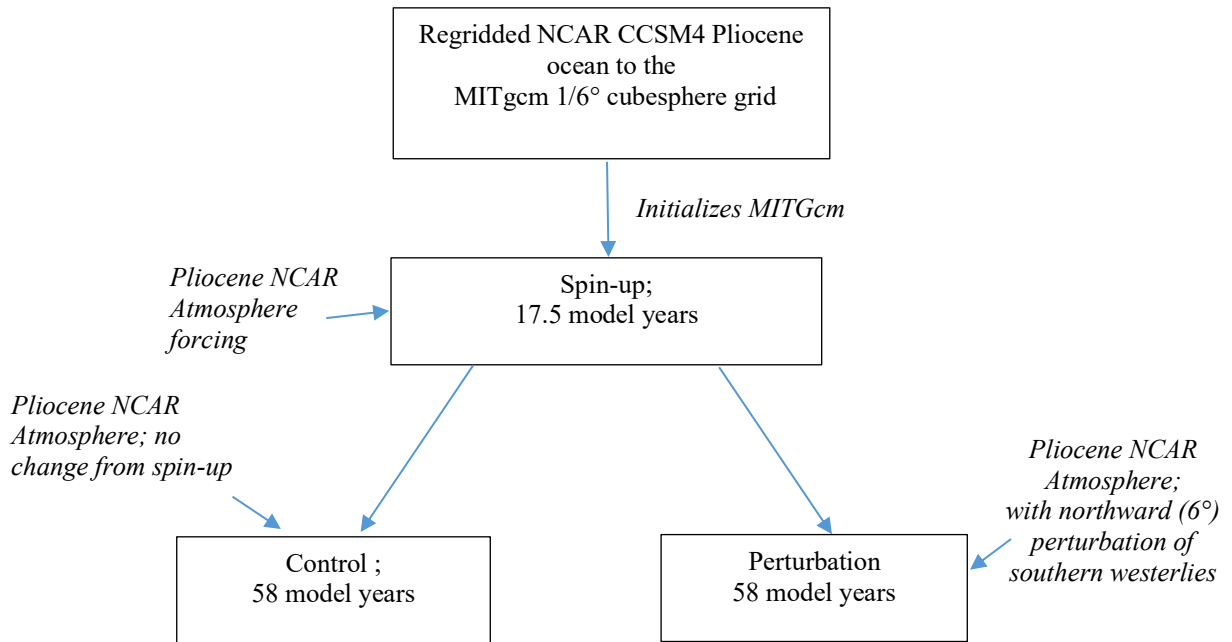 Regridded NCAR CCSM4 Pliocene
ocean to the
MITgcm 1/6° cubesphere grid
Initializes MITGcm
Pliocene NCAR
Atmosphere
forcing
Spin-up;
17.5 model years
Pliocene NCAR
Atmosphere; no
change from spin-up
Pliocene NCAR
Atmosphere;
with northward (6°)
perturbation of
southern westerlies
Control ;
58 model years
Perturbation
58 model years